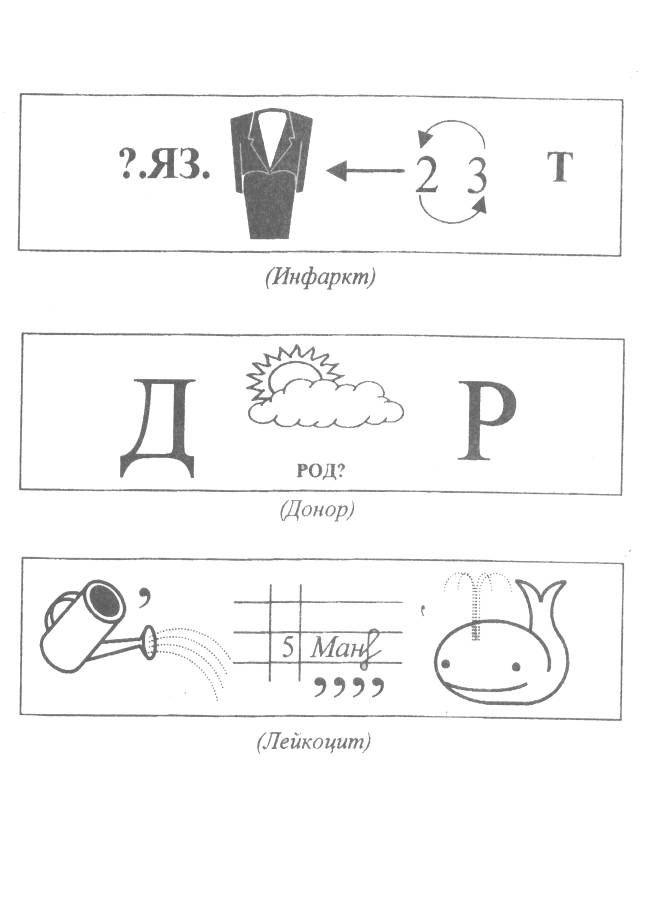 ?.ЯЗ. 2 3 Т
(Инфаркт)
Д Р
РОД?
(Донор)
,
5 Ман
,,,,
(Лейкоцит)